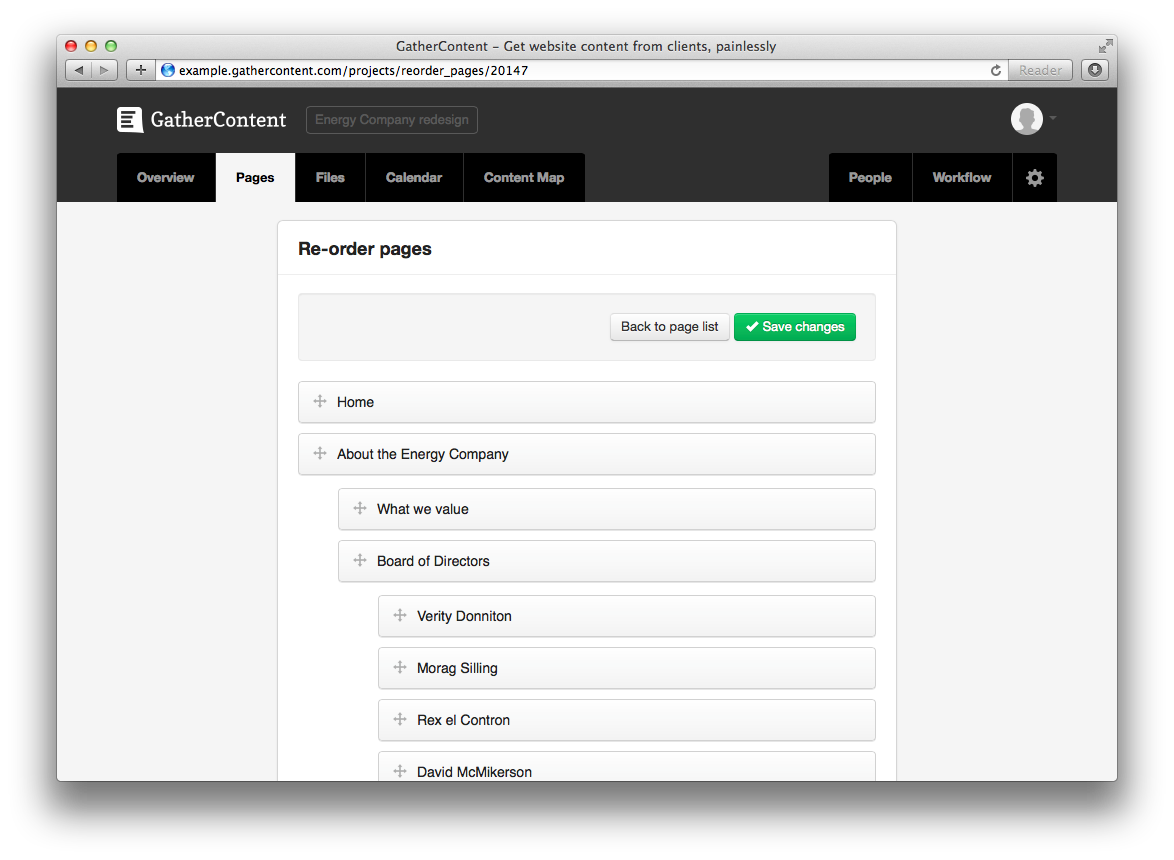 GatherContent – Get website content from clients, painlessly
example.gathercontent.com/projects/reorder_pages/20147
Reader
GatherContent
Energy Company redesign
Overview
Pages
Files
Calendar
Content Map
People
Workflow
Re-order pages
Back to page list
Save changes
Home
About the Energy Company
What we value
Board of Directors
Verity Donniton
Morag Silling
Rex el Contron
David McMikerson